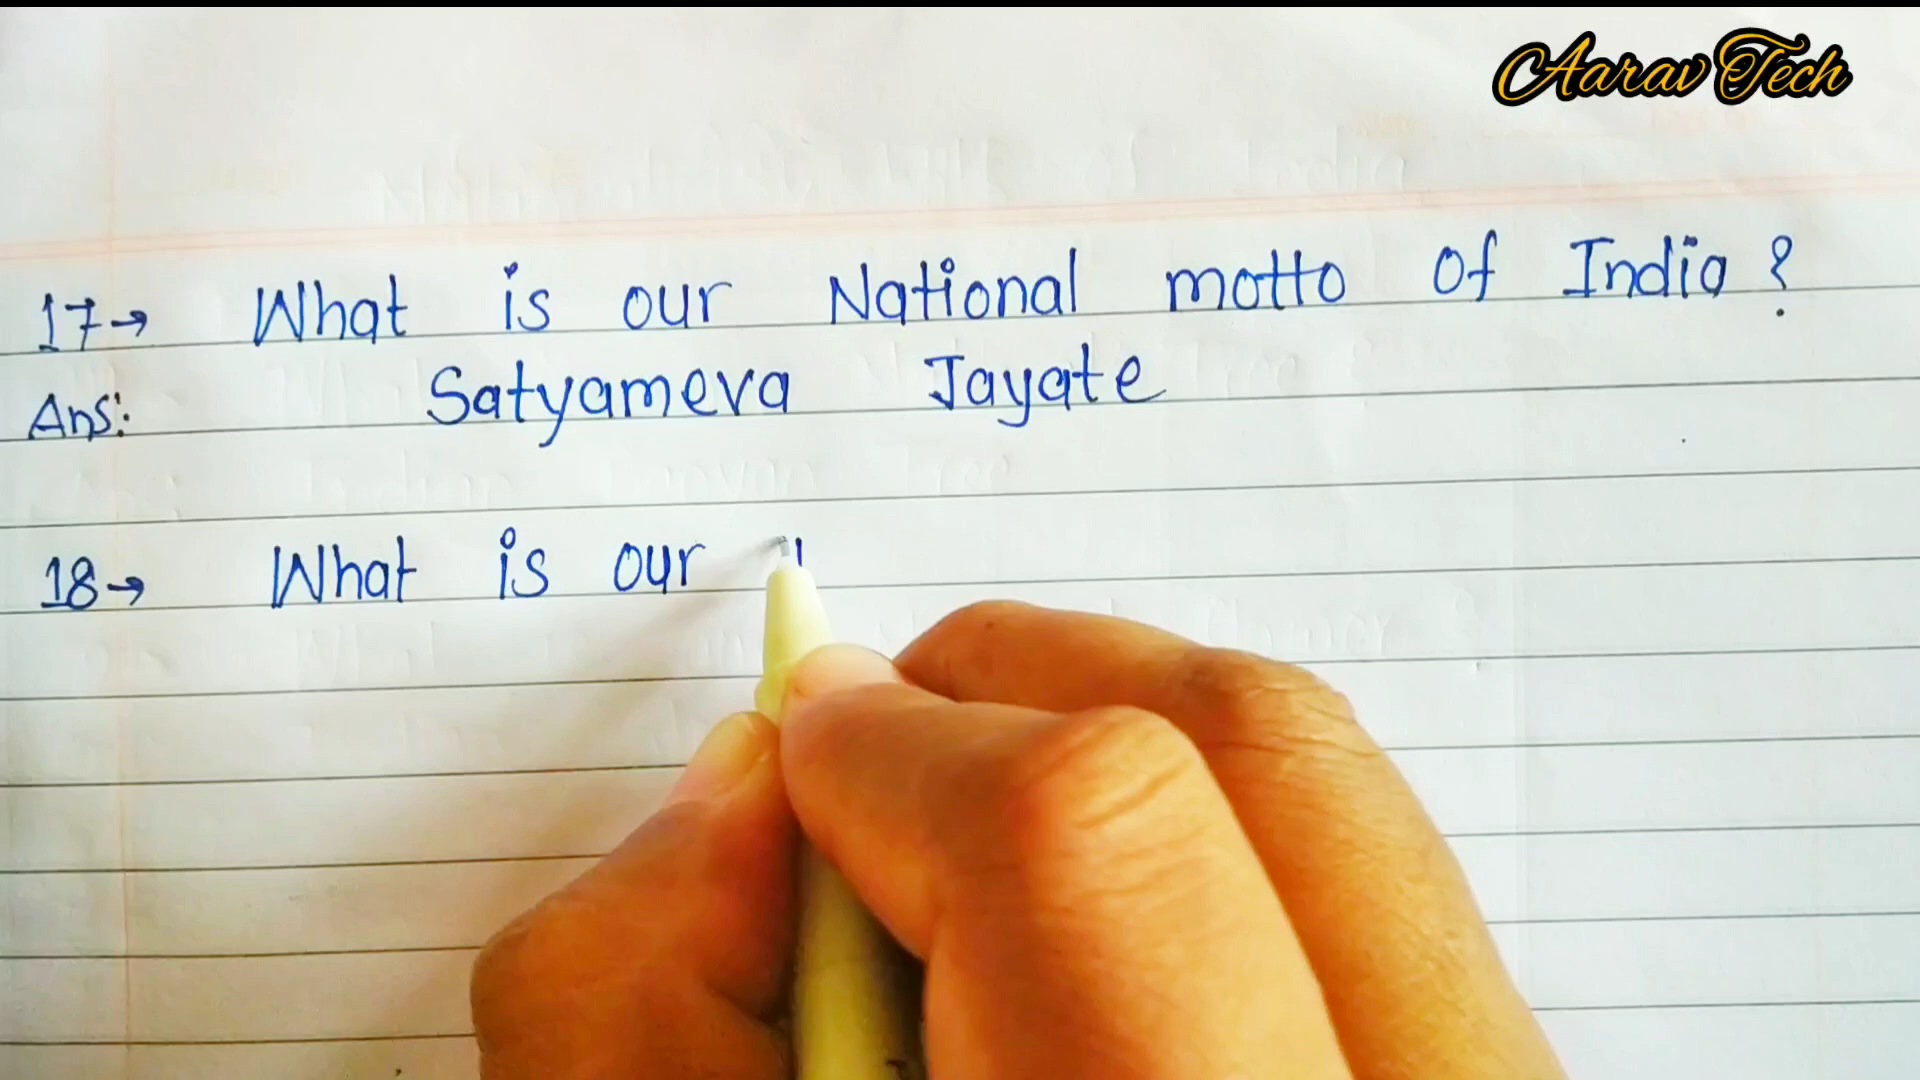 Aarav Tech
17→ What is our National motto of India?
Ans: Satyameva Jayate
18→ What is our